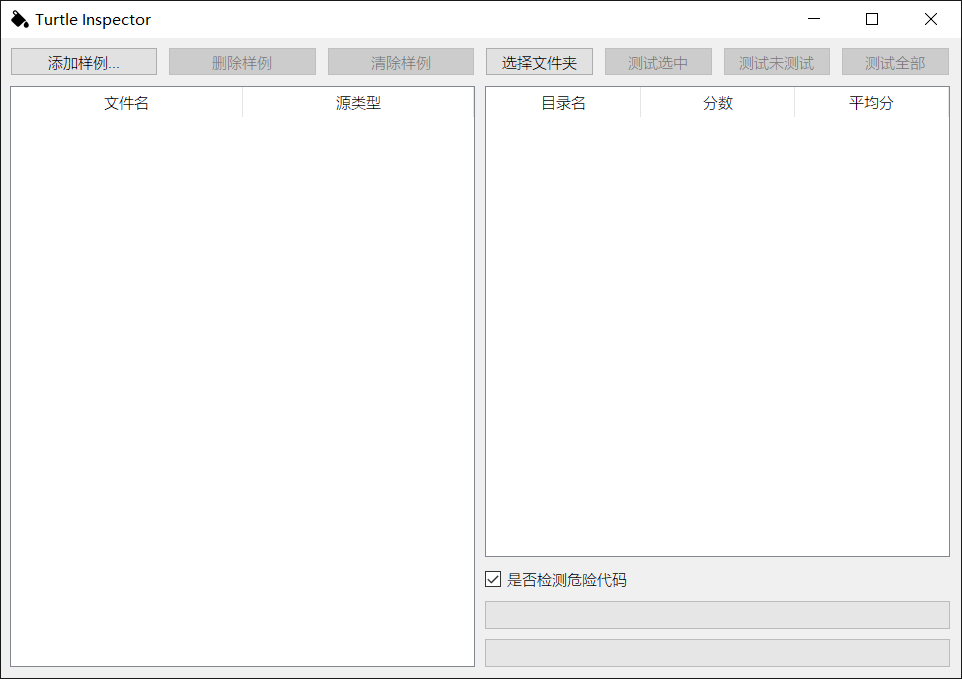 Turtle Inspector
添加样例... 删除样例 清除样例 选择文件夹 测试选中 测试未测试 测试全部
文件名 源类型 目录名 分数 平均分
是否检测危险代码